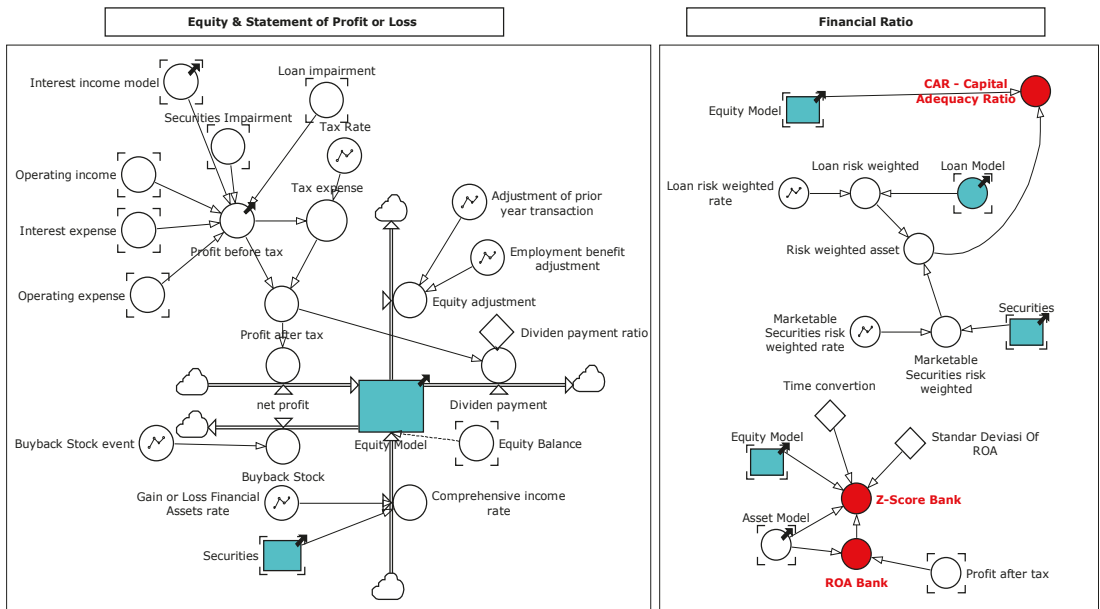 Equity & Statement of Profit or Loss
Interest income model
Loan impairment
Securities Impairment
Tax Rate
Operating income
Tax expense
Adjustment of prior
year transaction
Interest expense
Profit before tax
Employment benefit
adjustment
Operating expense
Equity adjustment
Profit after tax
Dividen payment ratio
net profit
Dividen payment
Buyback Stock event
Equity Model
Equity Balance
Buyback Stock
Gain or Loss Financial
Assets rate
Comprehensive income
rate
Securities
Financial Ratio
CAR - Capital
Adequacy Ratio
Equity Model
Loan risk weighted
Loan Model
Loan risk weighted
rate
Risk weighted asset
Securities
Marketable
Securities risk
weighted rate
Marketable
Securities risk
weighted
Time convertion
Equity Model
Standar Deviasi Of
ROA
Z-Score Bank
Asset Model
ROA Bank
Profit after tax